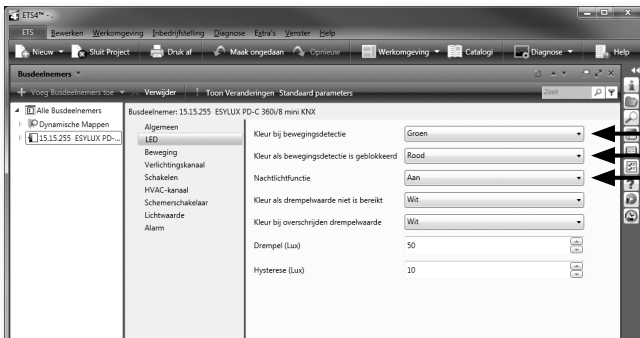 ETS4™ - .
ETS Bewerken Werkomgeving Inbedrijfstelling Diagnose Extra's Venster Help
Nieuw Sluit Project Druk af Maak ongedaan Opnieuw Werkomgeving Catalogi Diagnose Help
Busdeelnemers
Voeg Busdeelnemers toe Verwijder Toon Veranderingen Standaard parameters Zoek
Alle Busdeelnemers
Dynamische Mappen
15.15.255 ESYLUX PD-...
Busdeelnemer: 15.15.255 ESYLUX PD-C 360i/8 mini KNX
Algemeen
LED
Beweging
Verlichtingskanaal
Schakelen
HVAC-kanaal
Schemerschakelaar
Lichtwaarde
Alarm
Kleur bij bewegingsdetectie Groen
Kleur als bewegingsdetectie is geblokkeerd Rood
Nachtlichtfunctie Aan
Kleur als drempelwaarde niet is bereikt Wit
Kleur bij overschrijden drempelwaarde Wit
Drempel (Lux) 50
Hysterese (Lux) 10